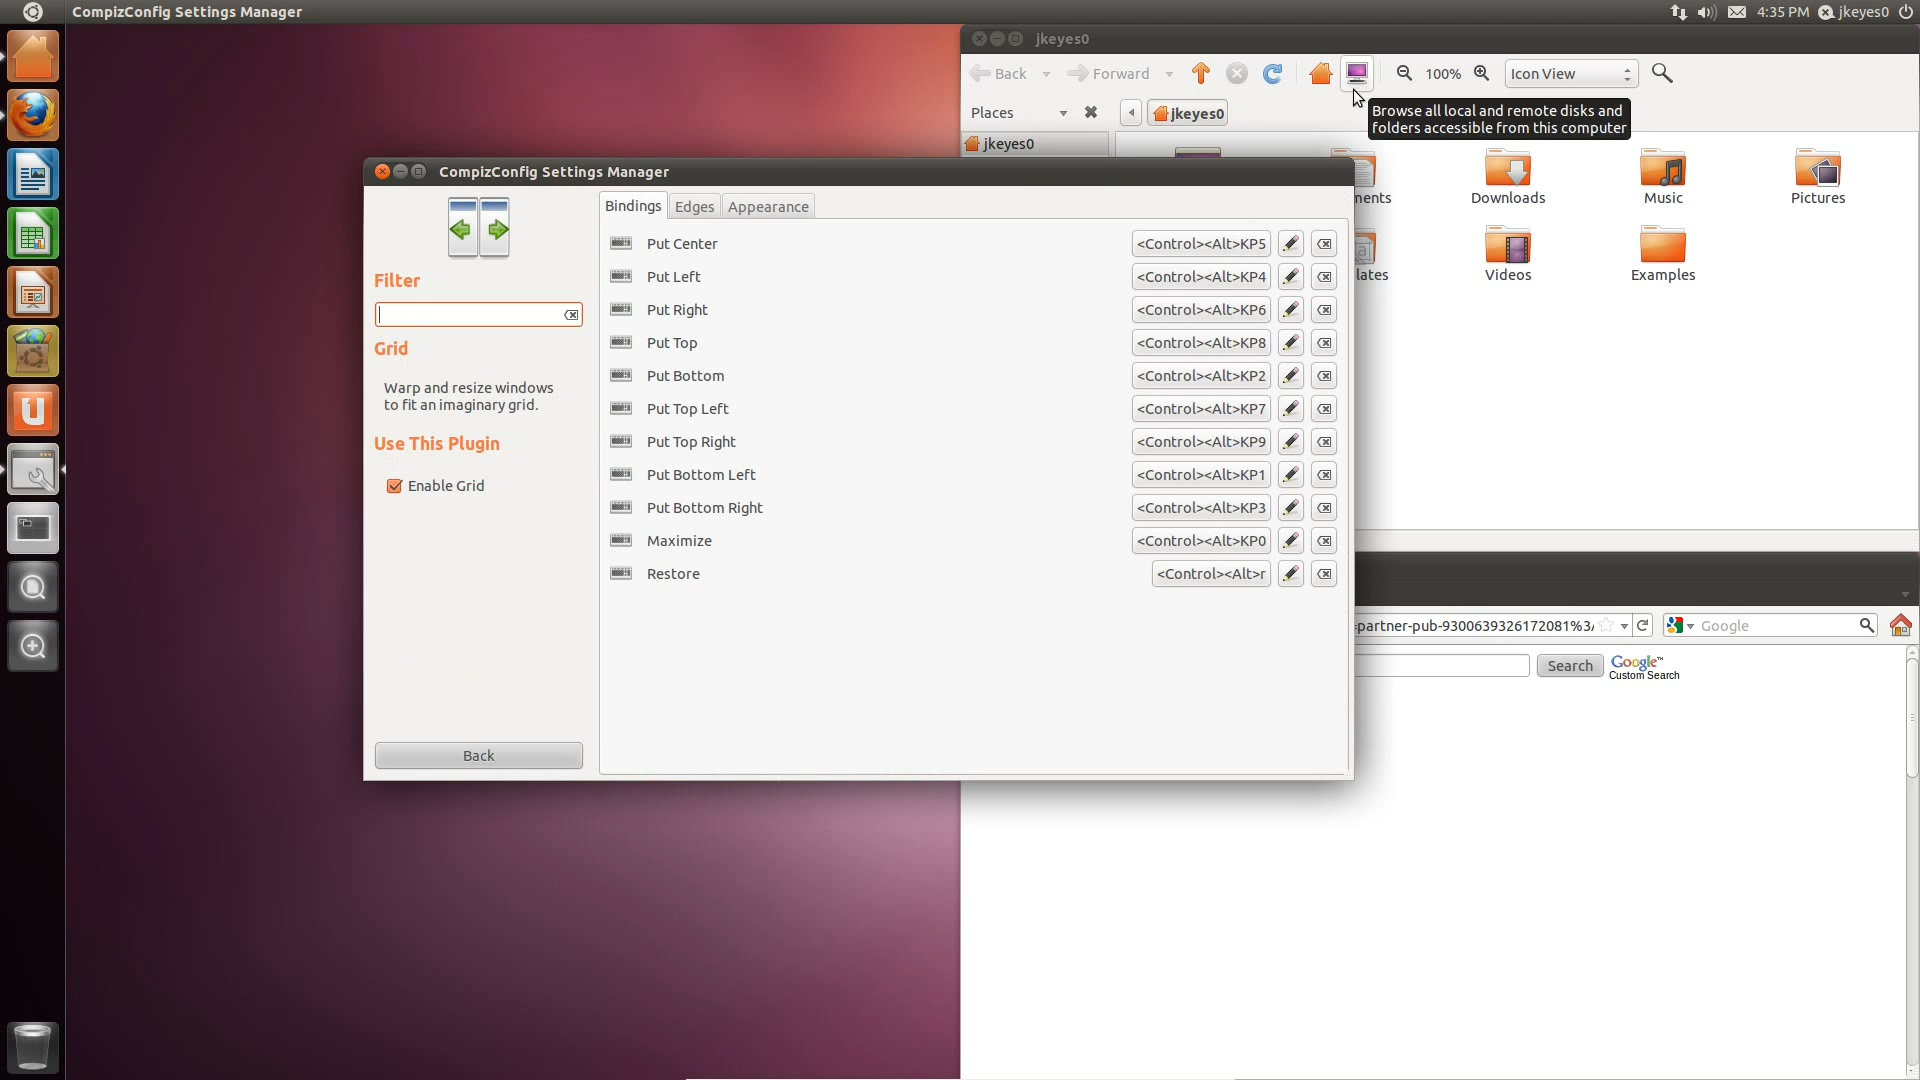 CompizConfig Settings Manager
4:35 PM
jkeyes0
jkeyes0
Back
Forward
100%
Icon View
Places
jkeyes0
Browse all local and remote disks and
folders accessible from this computer
jkeyes0
ments
Downloads
Music
Pictures
lates
Videos
Examples
CompizConfig Settings Manager
Filter
Grid
Warp and resize windows
to fit an imaginary grid.
Use This Plugin
Enable Grid
Back
Bindings
Edges
Appearance
Put Center
<Control><Alt>KP5
Put Left
<Control><Alt>KP4
Put Right
<Control><Alt>KP6
Put Top
<Control><Alt>KP8
Put Bottom
<Control><Alt>KP2
Put Top Left
<Control><Alt>KP7
Put Top Right
<Control><Alt>KP9
Put Bottom Left
<Control><Alt>KP1
Put Bottom Right
<Control><Alt>KP3
Maximize
<Control><Alt>KP0
Restore
<Control><Alt>r
=partner-pub-9300639326172081%3
Google
Search
Google™
Custom Search